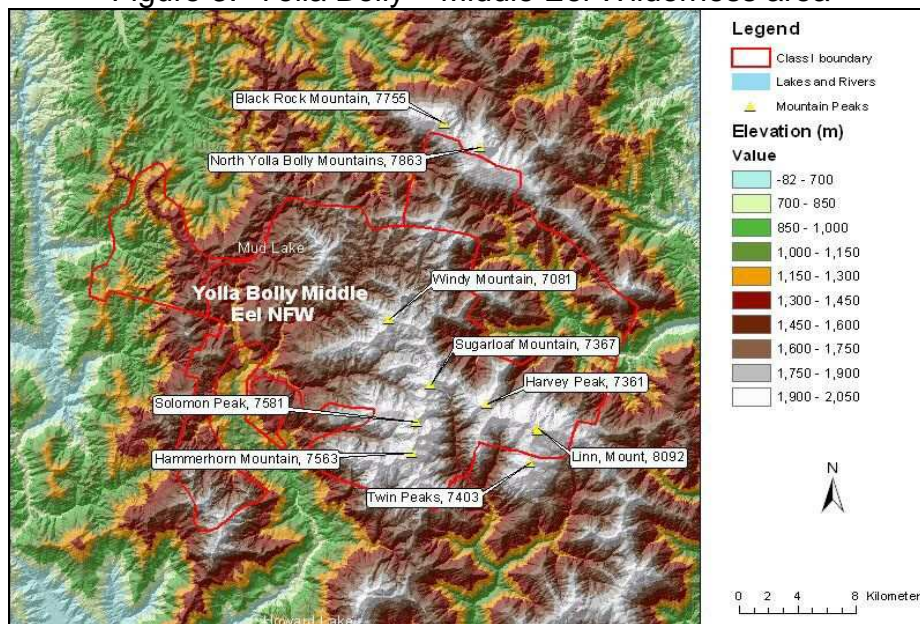 Figure 3. Yolla Bolly – Middle Eel Wilderness area
Black Rock Mountain, 7755
North Yolla Bolly Mountains, 7863
Mud Lake
Yolla Bolly Middle
Eel NFW
Windy Mountain, 7081
Sugarloaf Mountain, 7367
Harvey Peak, 7361
Solomon Peak, 7581
Hammerhorn Mountain, 7563
Linn, Mount, 8092
Twin Peaks, 7403
Howard Lake
Legend
Class I boundary
Lakes and Rivers
Mountain Peaks
Elevation (m)
Value
-82 - 700
700 - 850
850 - 1,000
1,000 - 1,150
1,150 - 1,300
1,300 - 1,450
1,450 - 1,600
1,600 - 1,750
1,750 - 1,900
1,900 - 2,050
N
0 2 4 8 Kilometer